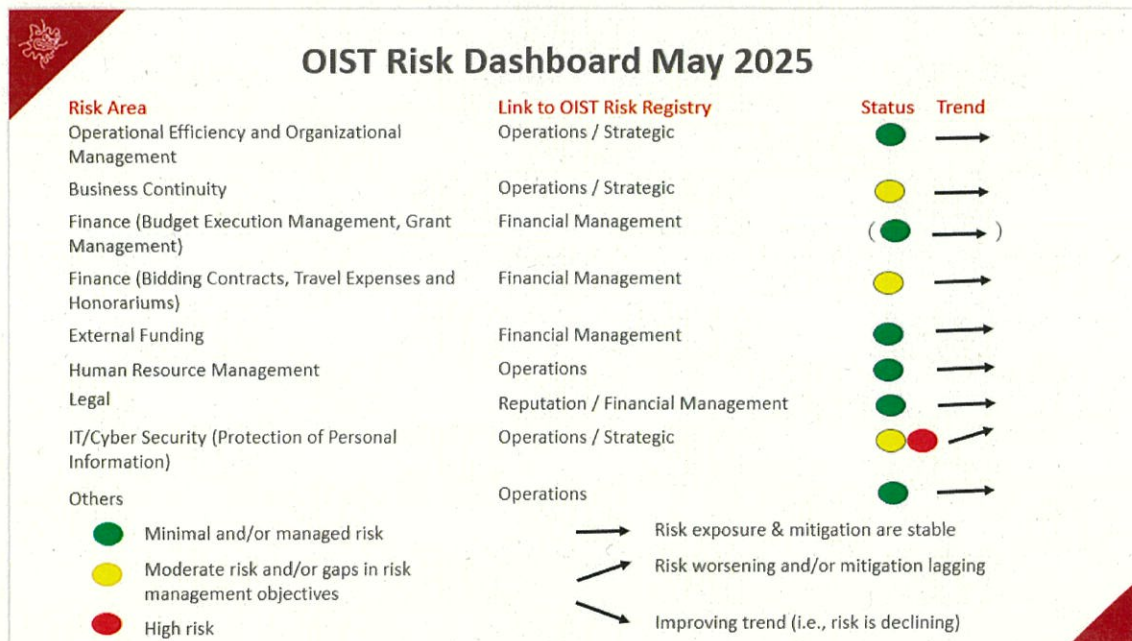 OIST Risk Dashboard May 2025
Risk Area Link to OIST Risk Registry Status Trend
Operational Efficiency and Organizational Operations / Strategic
Management
Business Continuity Operations / Strategic
Finance (Budget Execution Management, Grant Financial Management ( )
Management)
Finance (Bidding Contracts, Travel Expenses and Financial Management
Honorariums)
External Funding Financial Management
Human Resource Management Operations
Legal Reputation / Financial Management
IT/Cyber Security (Protection of Personal Operations / Strategic
Information)
Others Operations
Minimal and/or managed risk Risk exposure & mitigation are stable
Moderate risk and/or gaps in risk Risk worsening and/or mitigation lagging
management objectives
High risk Improving trend (i.e., risk is declining)